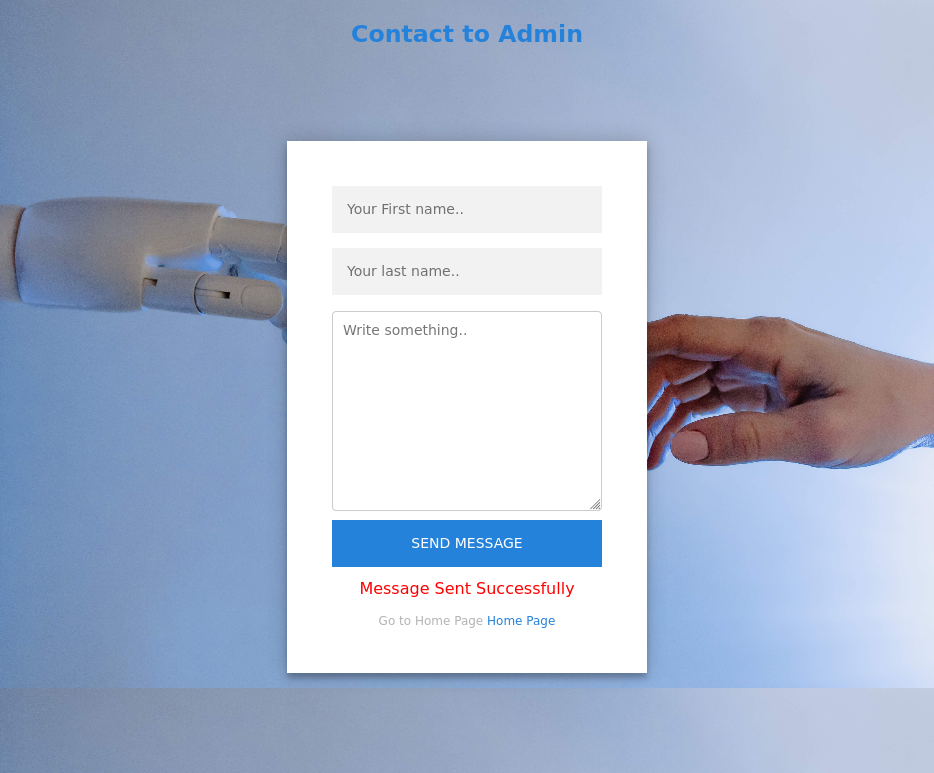 Contact to Admin
Your First name..
Your last name..
Write something..
SEND MESSAGE
Message Sent Successfully
Go to Home Page Home Page